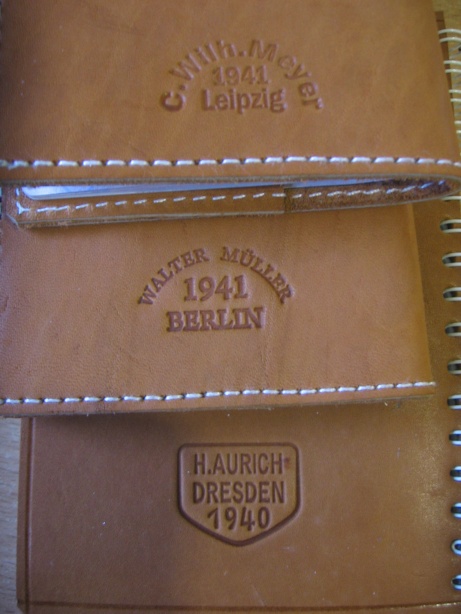 C.Wilh.Meyer
1941
Leipzig
WALTER MÜLLER
1941
BERLIN
H.AURICH
DRESDEN
1940